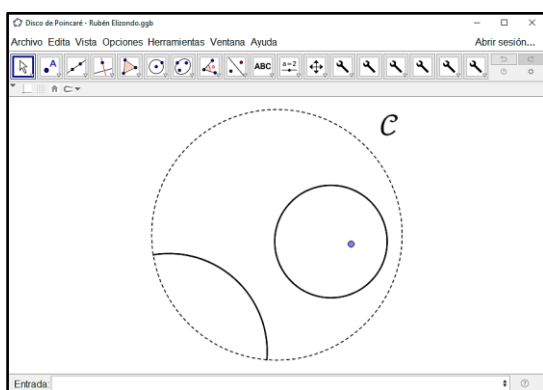 Disco de Poincaré - Rubén Elizondo.ggb
Archivo Edita Vista Opciones Herramientas Ventana Ayuda
Abrir sesión...
A
ABC
a=2
C
Entrada: